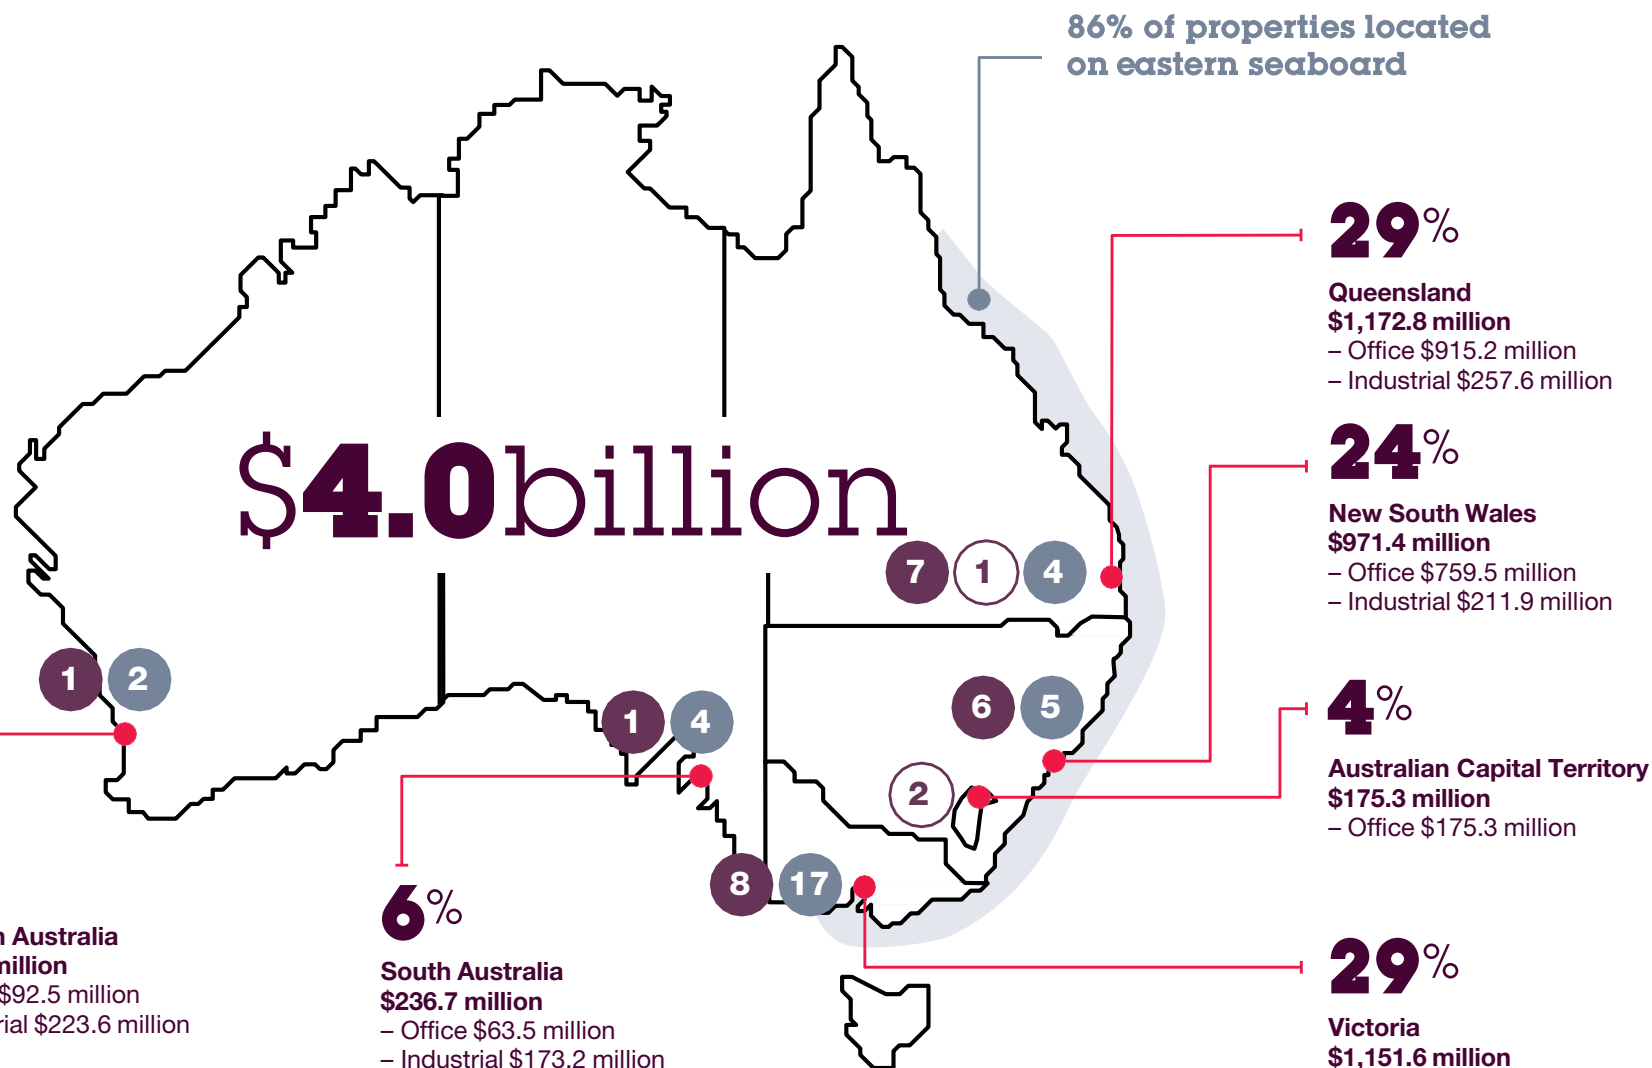 86% of properties located
on eastern seaboard
29%
Queensland
$1,172.8 million
– Office $915.2 million
– Industrial $257.6 million
$4.0billion
24%
New South Wales
$971.4 million
– Office $759.5 million
– Industrial $211.9 million
7 1 4
1 2
1 4
6 5
2
8 17
4%
Australian Capital Territory
$175.3 million
– Office $175.3 million
6%
South Australia
$236.7 million
– Office $63.5 million
– Industrial $173.2 million
Australia
million
$92.5 million
$223.6 million
29%
Victoria
$1,151.6 million